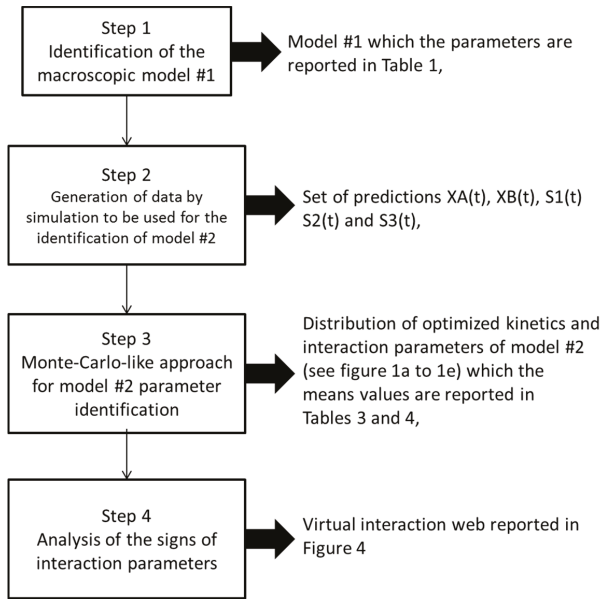 Step 1
Identification of the
macroscopic model #1
Model #1 which the parameters are
reported in Table 1,
Step 2
Generation of data by
simulation to be used for the
identification of model #2
Set of predictions XA(t), XB(t), S1(t)
S2(t) and S3(t),
Step 3
Monte-Carlo-like approach
for model #2 parameter
identification
Distribution of optimized kinetics and
interaction parameters of model #2
(see figure 1a to 1e) which the
means values are reported in
Tables 3 and 4,
Step 4
Analysis of the signs of
interaction parameters
Virtual interaction web reported in
Figure 4